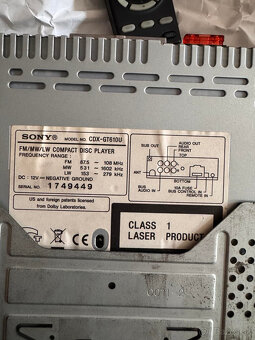 SONY MODEL NO. CDX-GT610U
FM/MW/LW COMPACT DISC PLAYER
FREQUENCY RANGE:
FM 87.5 - 108 MHz
MW 531 - 1602 kHz
LW 153 - 279 kHz
DC ⎓ 12V NEGATIVE GROUND
SERIAL NO. 1749449
US and foreign patents licensed
from Dolby Laboratories.
SUB OUT
BUS
AUDIO OUT
REAR
TOP
ANT
BOTTOM
BUS
AUDIO IN
10A FUSE
BUS CONTROL IN
REMOTE IN
CLASS 1
LASER PRODUCT